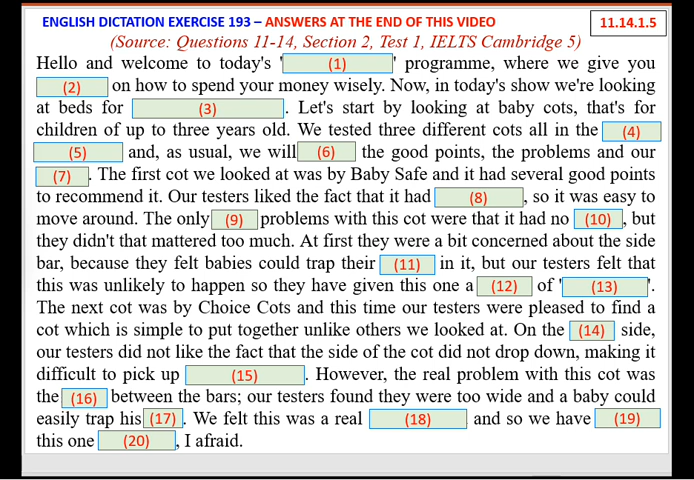 ENGLISH DICTATION EXERCISE 193 – ANSWERS AT THE END OF THIS VIDEO
11.14.1.5
(Source: Questions 11-14, Section 2, Test 1, IELTS Cambridge 5)
Hello and welcome to today's '(1)' programme, where we give you
(2) on how to spend your money wisely. Now, in today's show we're looking
at beds for (3). Let's start by looking at baby cots, that's for
children of up to three years old. We tested three different cots all in the (4)
(5) and, as usual, we will (6) the good points, the problems and our
(7). The first cot we looked at was by Baby Safe and it had several good points
to recommend it. Our testers liked the fact that it had (8), so it was easy to
move around. The only (9) problems with this cot were that it had no (10), but
they didn't that mattered too much. At first they were a bit concerned about the side
bar, because they felt babies could trap their (11) in it, but our testers felt that
this was unlikely to happen so they have given this one a (12) of '(13)'.
The next cot was by Choice Cots and this time our testers were pleased to find a
cot which is simple to put together unlike others we looked at. On the (14) side,
our testers did not like the fact that the side of the cot did not drop down, making it
difficult to pick up (15). However, the real problem with this cot was
the (16) between the bars; our testers found they were too wide and a baby could
easily trap his (17). We felt this was a real (18) and so we have (19)
this one (20), I afraid.